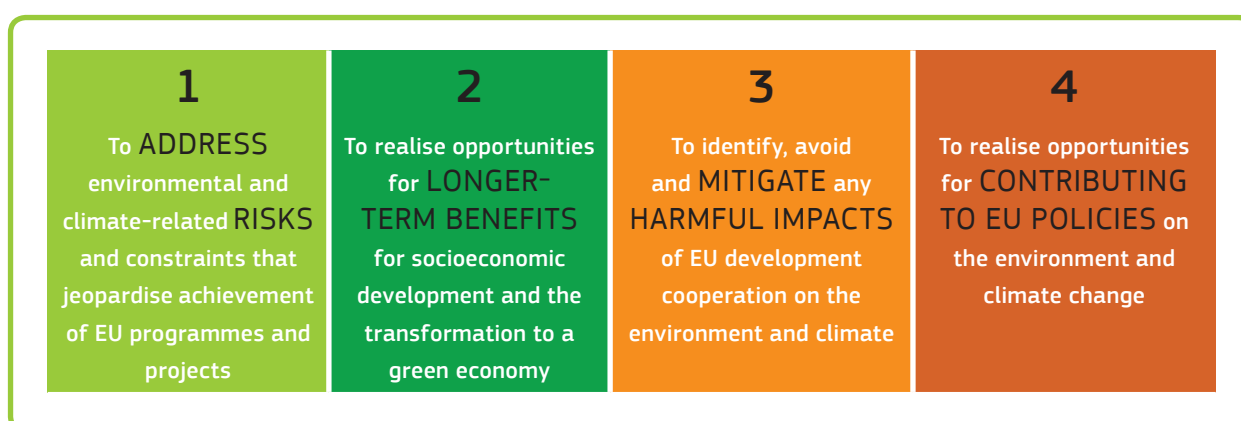 1
To ADDRESS
environmental and
climate-related RISKS
and constraints that
jeopardise achievement
of EU programmes and
projects
2
To realise opportunities
for LONGER-
TERM BENEFITS
for socioeconomic
development and the
transformation to a
green economy
3
To identify, avoid
and MITIGATE any
HARMFUL IMPACTS
of EU development
cooperation on the
environment and climate
4
To realise opportunities
for CONTRIBUTING
TO EU POLICIES on
the environment and
climate change